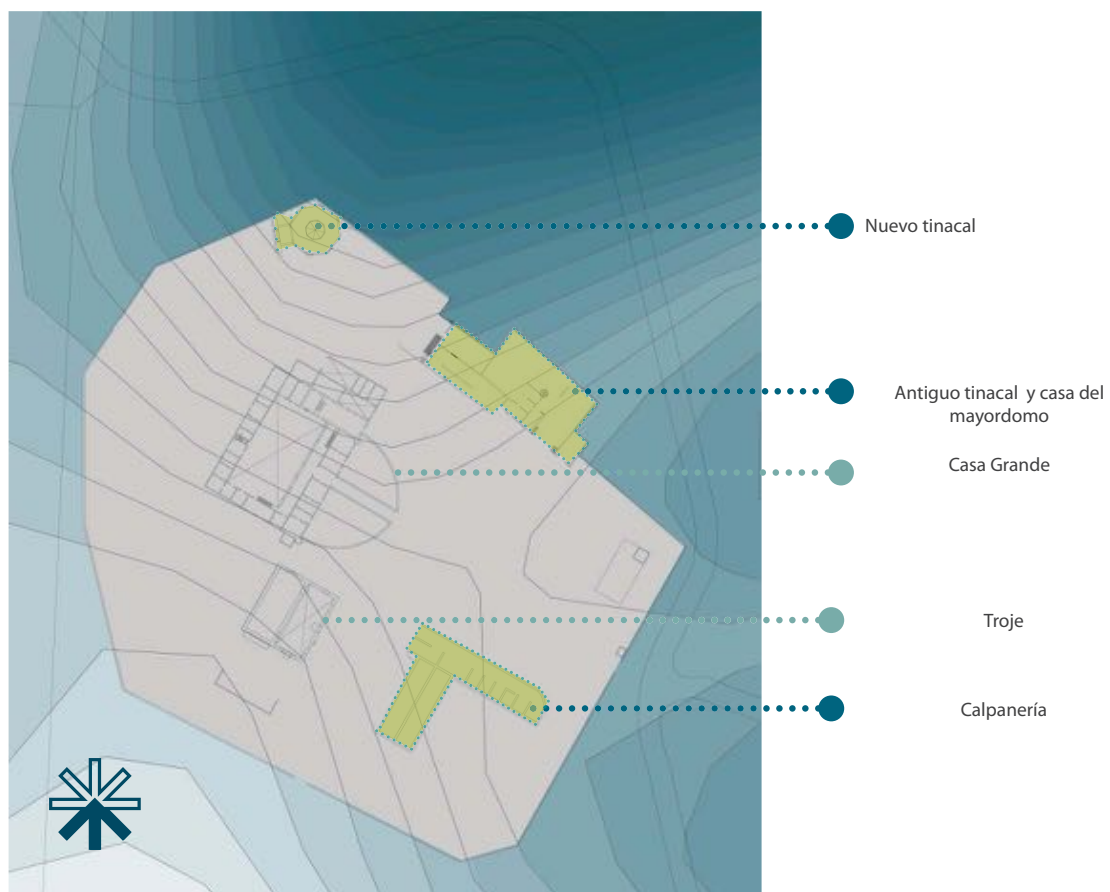 Nuevo tinacal
Antiguo tinacal y casa del
mayordomo
Casa Grande
Troje
Calpanería